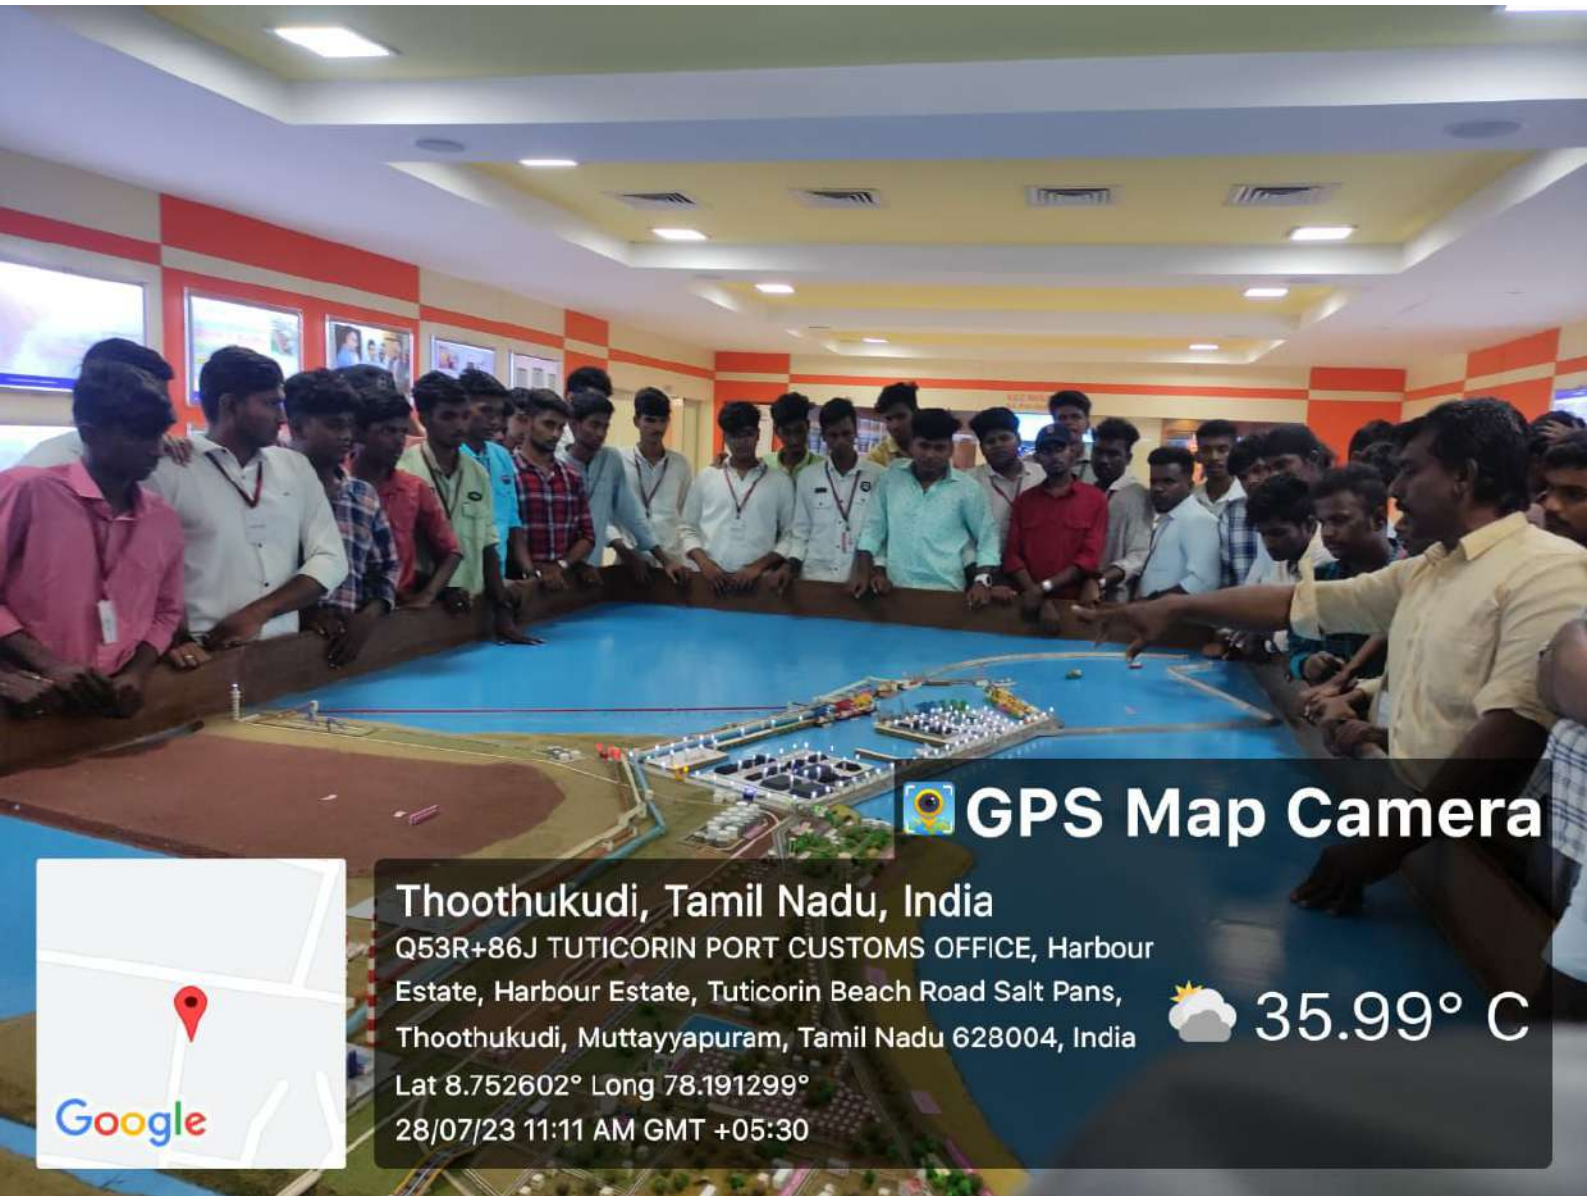 GPS Map Camera
Thoothukudi, Tamil Nadu, India
Q53R+86J TUTICORIN PORT CUSTOMS OFFICE, Harbour
Estate, Harbour Estate, Tuticorin Beach Road Salt Pans,
Thoothukudi, Muttayyapuram, Tamil Nadu 628004, India
Lat 8.752602° Long 78.191299°
28/07/23 11:11 AM GMT +05:30
35.99° C
Google